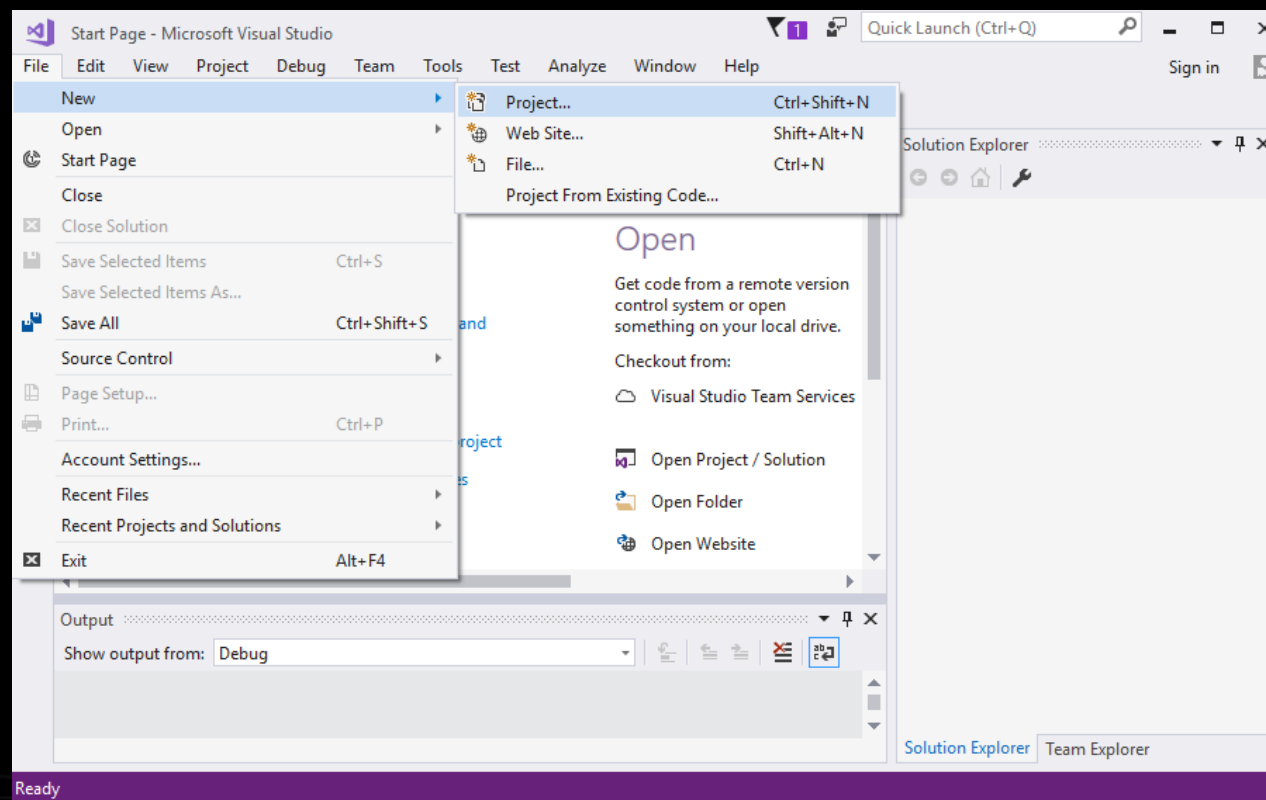 Start Page - Microsoft Visual Studio
1
Quick Launch (Ctrl+Q)
File Edit View Project Debug Team Tools Test Analyze Window Help
Sign in
New
Open
Start Page
Close
Close Solution
Save Selected Items Ctrl+S
Save Selected Items As...
Save All Ctrl+Shift+S
Source Control
Page Setup...
Print... Ctrl+P
Account Settings...
Recent Files
Recent Projects and Solutions
Exit Alt+F4
Project... Ctrl+Shift+N
Web Site... Shift+Alt+N
File... Ctrl+N
Project From Existing Code...
and
roject
es
Open
Get code from a remote version
control system or open
something on your local drive.
Checkout from:
Visual Studio Team Services
Open Project / Solution
Open Folder
Open Website
Solution Explorer
Output
Show output from: Debug
Solution Explorer Team Explorer
Ready